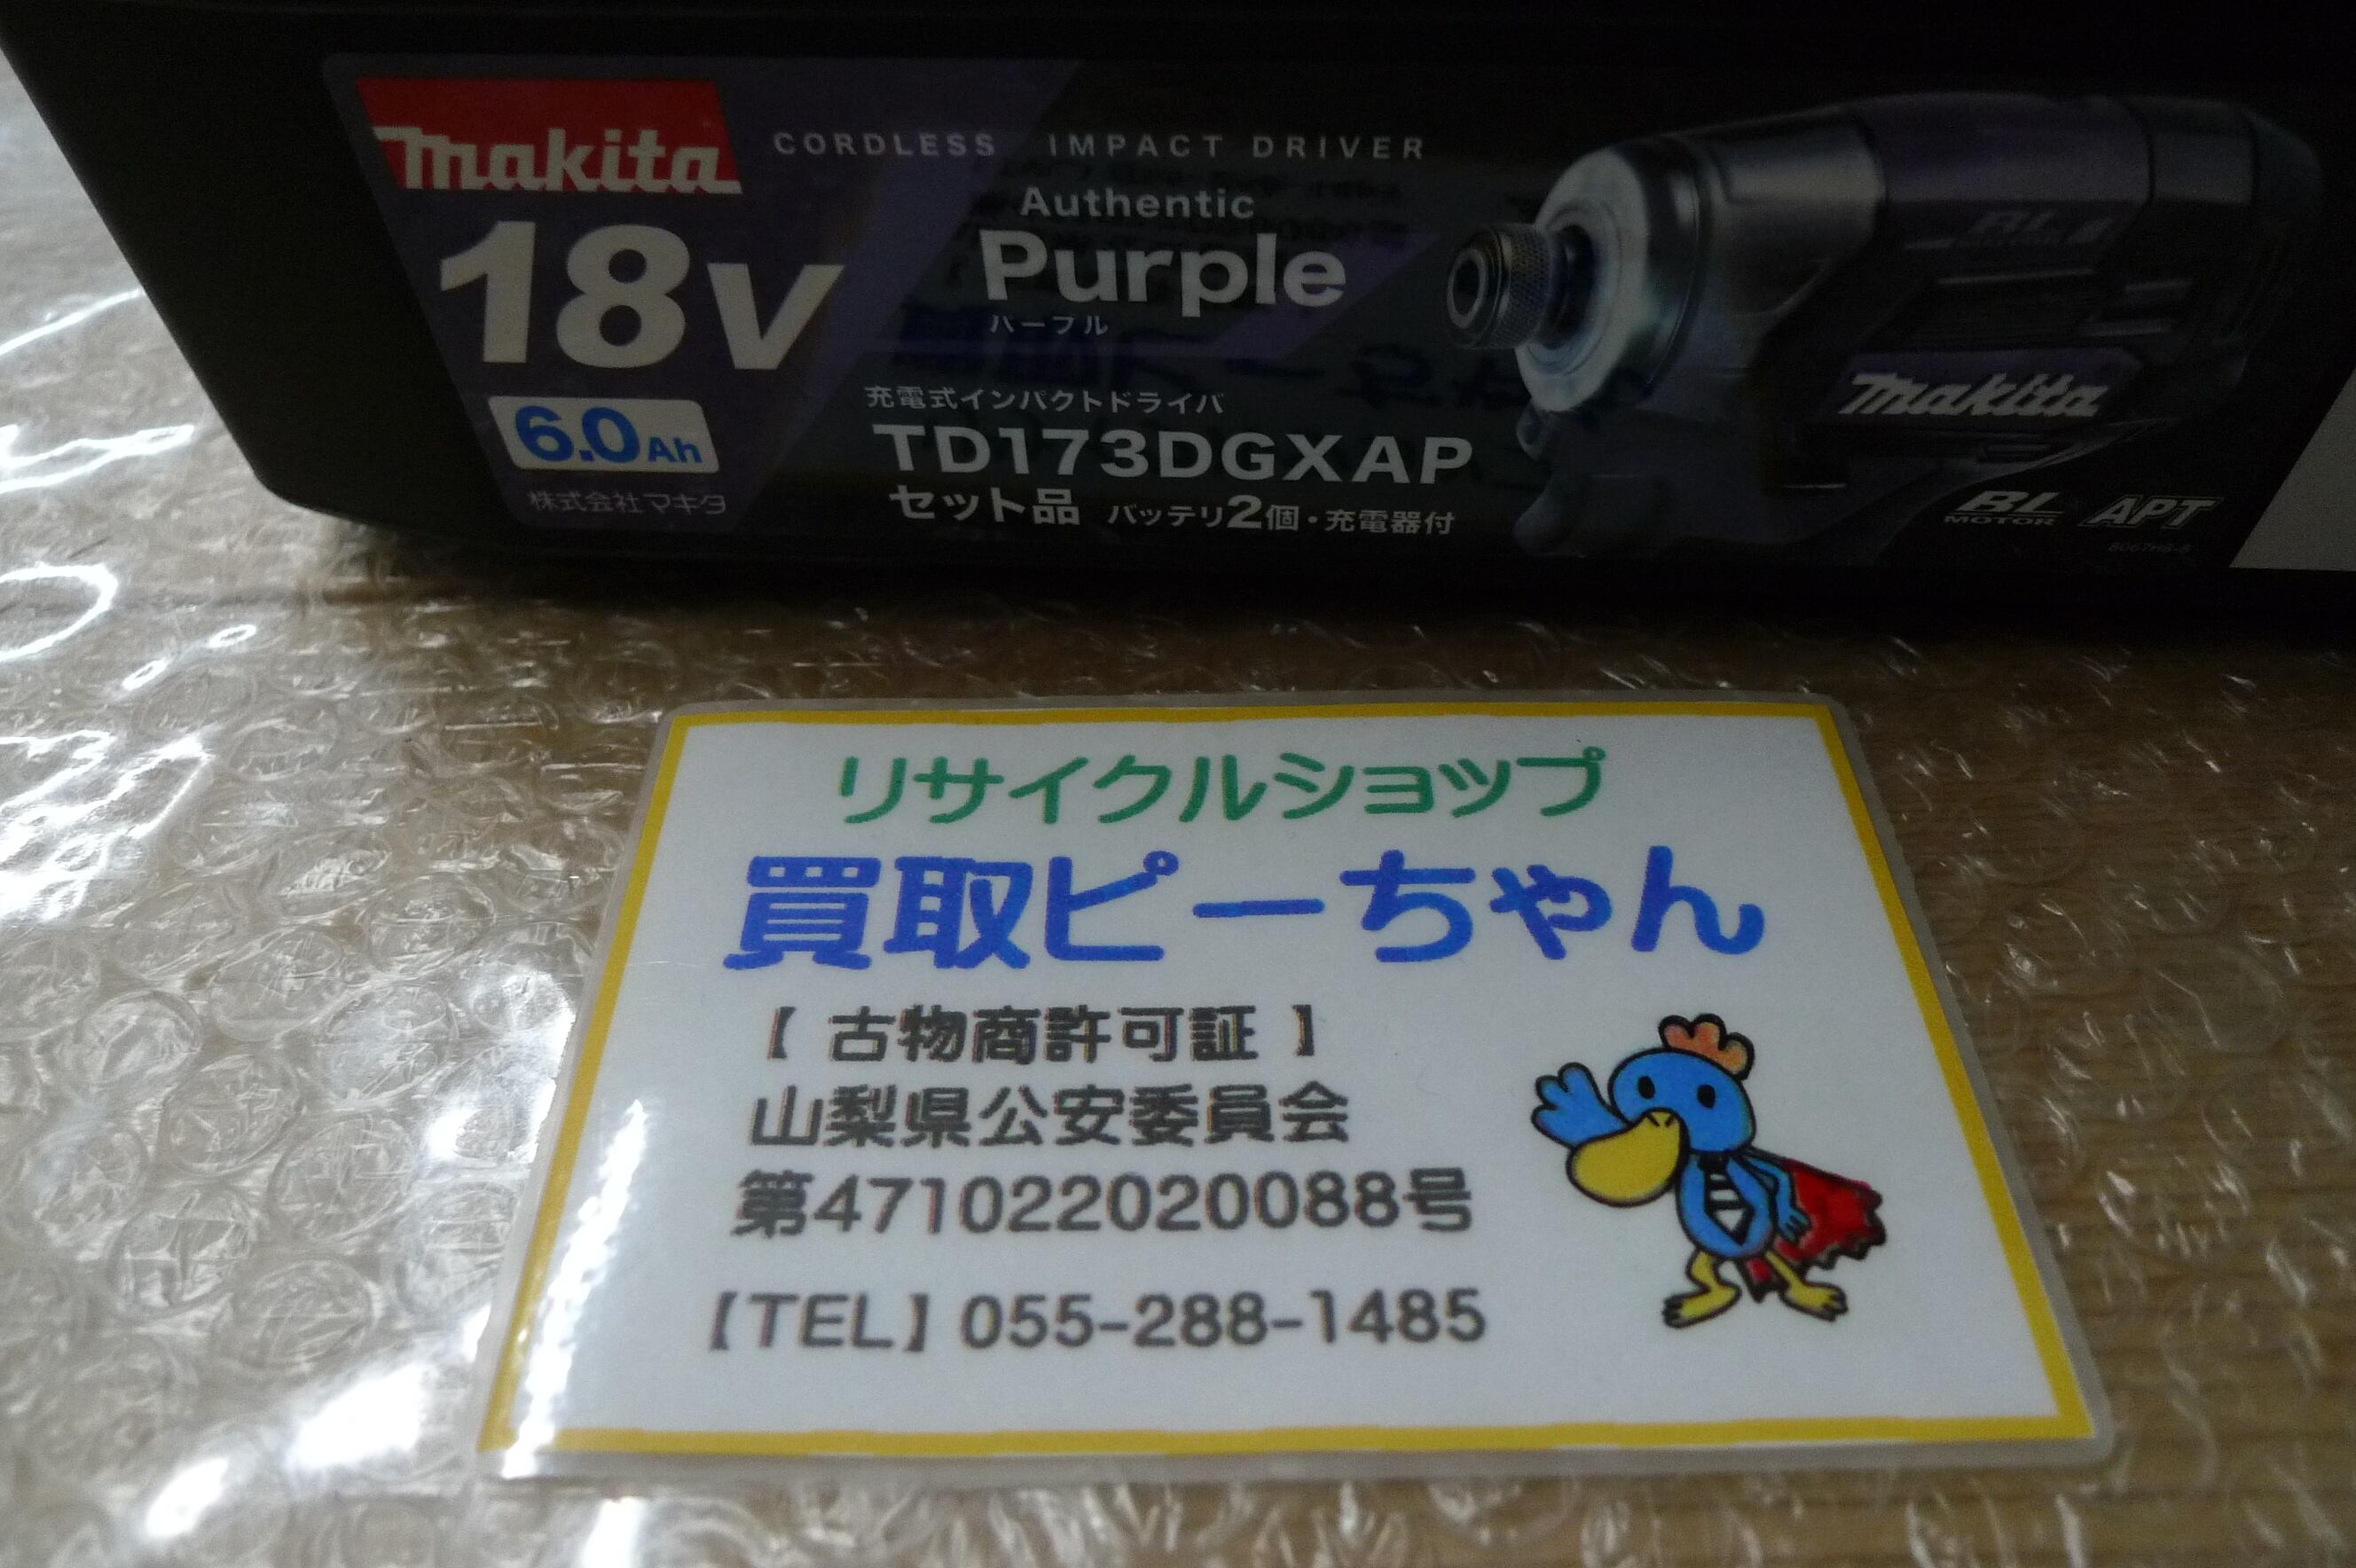 makita
CORDLESS IMPACT DRIVER
Authentic
Purple
パープル
18V
6.0Ah
株式会社マキタ
充電式インパクトドライバ
TD173DGXAP
セット品 バッテリ2個・充電器付
makita
BL
MOTOR
APT
リサイクルショップ
買取ピーちゃん
【 古物商許可証 】
山梨県公安委員会
第471022020088号
【TEL】055-288-1485